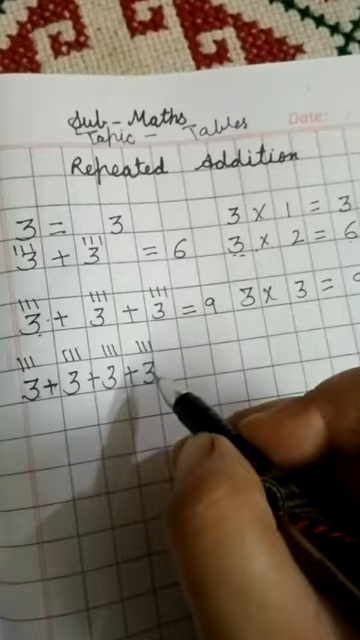 Sub - Maths
Date:
Topic - Tables
Repeated Addition
3 = 3 3 × 1 = 3
3 + 3 = 6 3 × 2 = 6
3 + 3 + 3 = 9 3 × 3 = 9
3 + 3 + 3 + 3